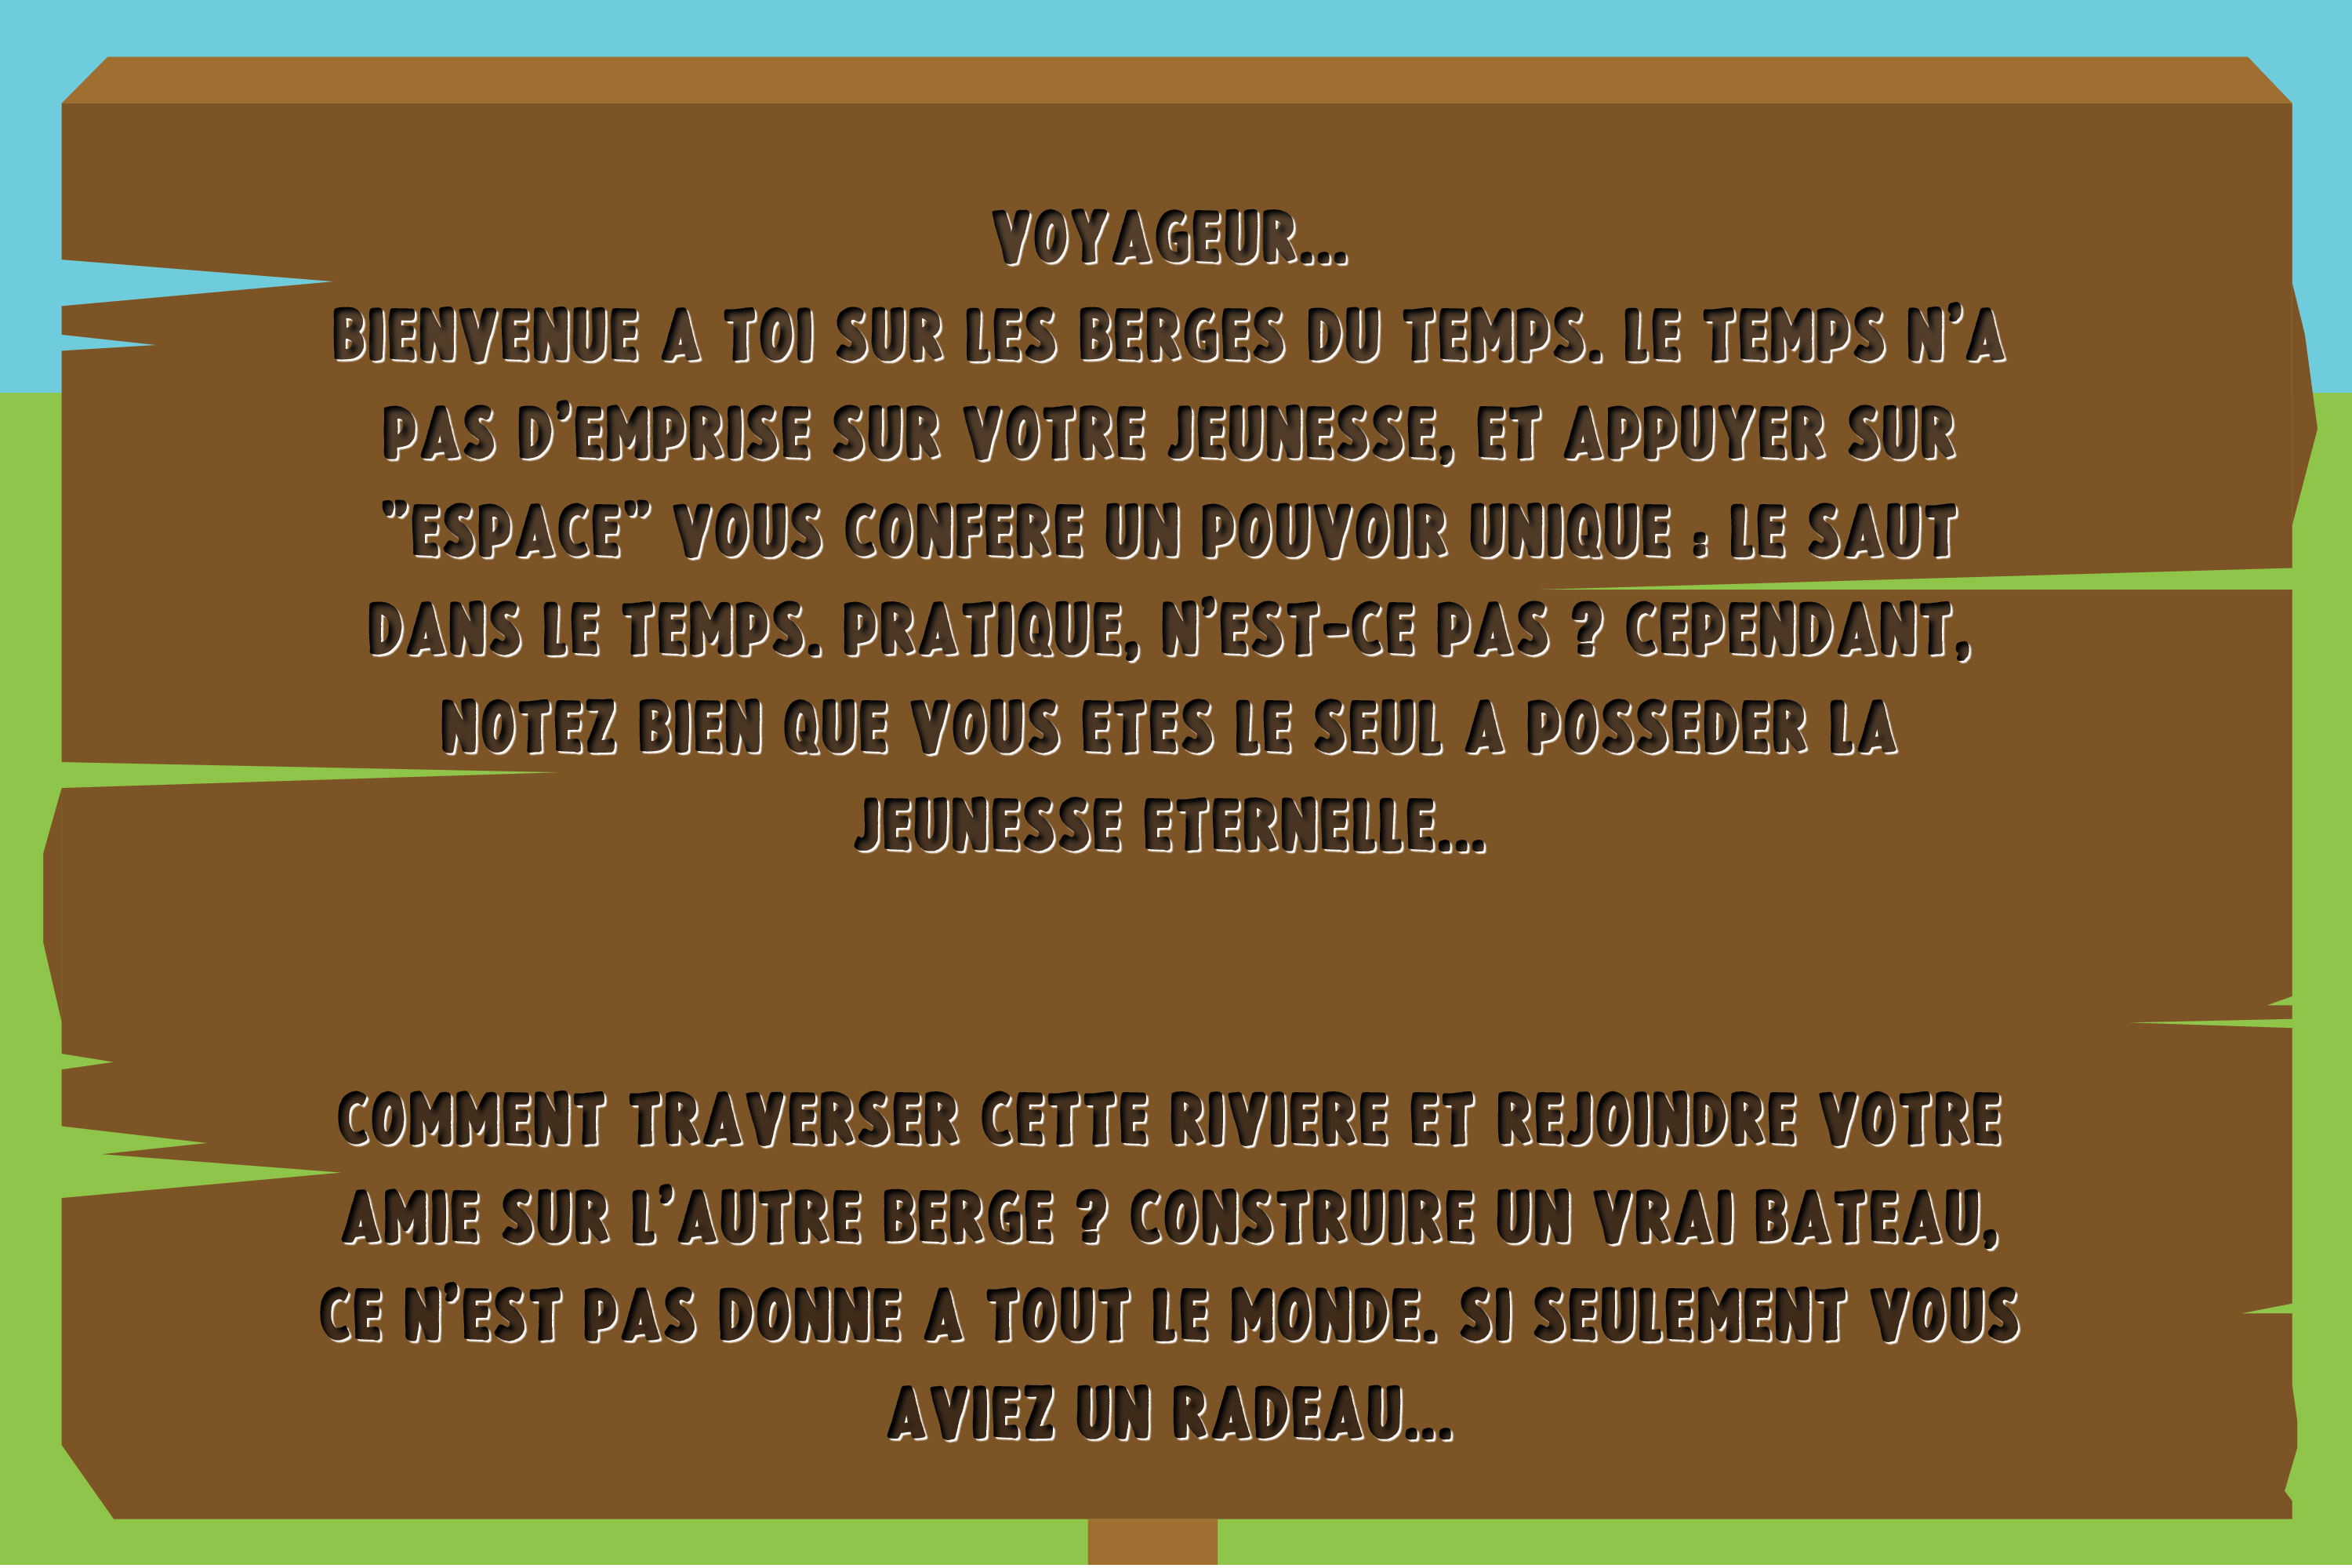 VOYAGEUR...
BIENVENUE A TOI SUR LES BERGES DU TEMPS. LE TEMPS N'A
PAS D'EMPRISE SUR VOTRE JEUNESSE, ET APPUYER SUR
"ESPACE" VOUS CONFERE UN POUVOIR UNIQUE : LE SAUT
DANS LE TEMPS. PRATIQUE, N'EST-CE PAS ? CEPENDANT,
NOTEZ BIEN QUE VOUS ETES LE SEUL A POSSEDER LA
JEUNESSE ETERNELLE...
COMMENT TRAVERSER CETTE RIVIERE ET REJOINDRE VOTRE
AMIE SUR L'AUTRE BERGE ? CONSTRUIRE UN VRAI BATEAU,
CE N'EST PAS DONNE A TOUT LE MONDE. SI SEULEMENT VOUS
AVIEZ UN RADEAU...